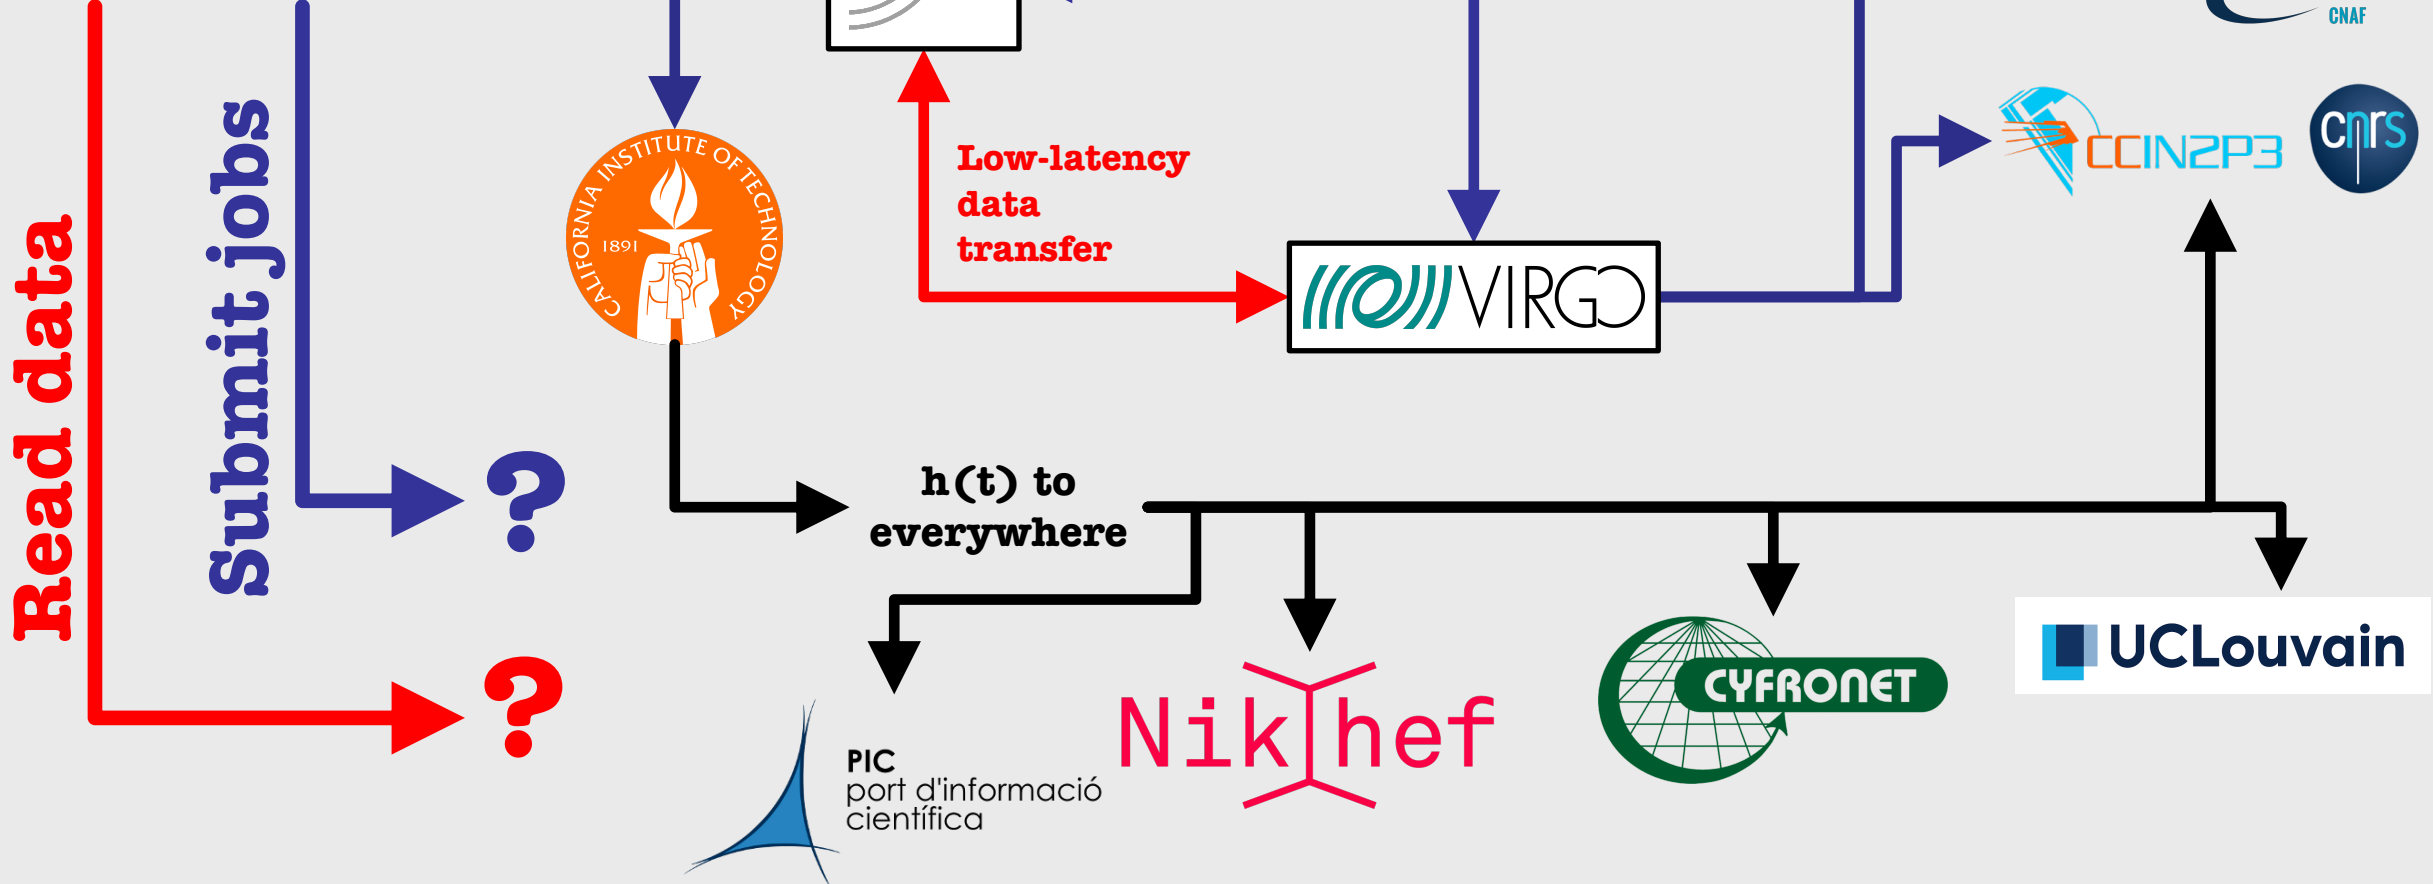 CNAF
CALIFORNIA INSTITUTE OF TECHNOLOGY
1891
Low-latency
data
transfer
CCIN2P3
cnrs
VIRGO
Read data
Submit jobs
?
h(t) to
everywhere
?
UCLouvain
CYFRONET
Nikhef
PIC
port d'informació
científica